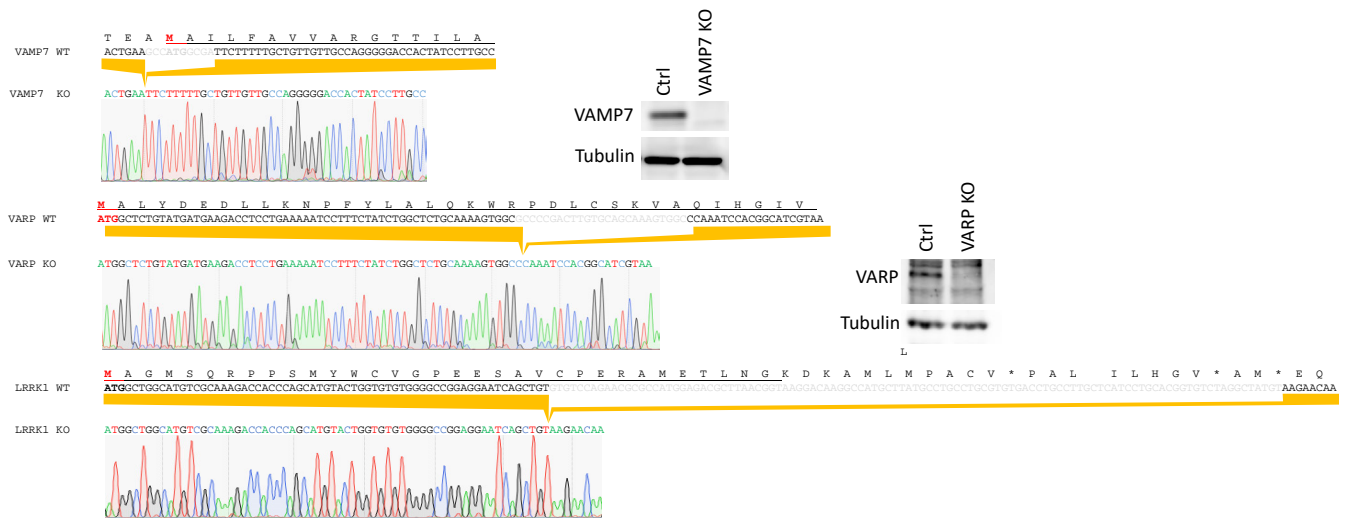 T E A M A I L F A V V A R G T T I L A
VAMP7 WT ACTGAAGCCATGGCGATTCTTTTTGCTGTTGTTGCCAGGGGGACCACTATCCTTGCC
VAMP7 KO ACTGAATTCTTTTTGCTGTTGTTGCCAGGGGGACCACTATCCTTGCC
Ctrl
VAMP7 KO
VAMP7
Tubulin
M A L Y D E D L L K N P F Y L A L Q K W R P D L C S K V A Q I H G I V
VARP WT ATGGCTCTGTATGATGAAGACCTCCTGAAAAATCCTTTCTATCTGGCTCTGCAAAAGTGGCGCCCCGACTTGTGCAGCAAAGTGGCCCAAATCCACGGCATCGTAA
VARP KO ATGGCTCTGTATGATGAAGACCTCCTGAAAAATCCTTTCTATCTGGCTCTGCAAAAGTGGCCCAAATCCACGGCATCGTAA
Ctrl
VARP KO
VARP
Tubulin
L
M A G M S Q R P P S M Y W C V G P E E S A V C P E R A M E T L N G K D K A M L M P A C V * P A L I L H G V * A M * E Q
LRRK1 WT ATGGCTGGCATGTCGCAAAGACCACCCAGCATGTACTGGTGTGTGGGGCCGGAGGAATCAGCTGTGTGTCCAGAACGCGCCATGGAGACGCTTAACGGTAAGGACAAGGCCATGCTTATGCCTGCCTGCGTGTGACCTGCCTTGCTCATCCTGCACGGTGTCTAGGCTATGTAAGAACAA
LRRK1 KO ATGGCTGGCATGTCGCAAAGACCACCCAGCATGTACTGGTGTGTGGGGCCGGAGGAATCAGCTGTAAGAACAA